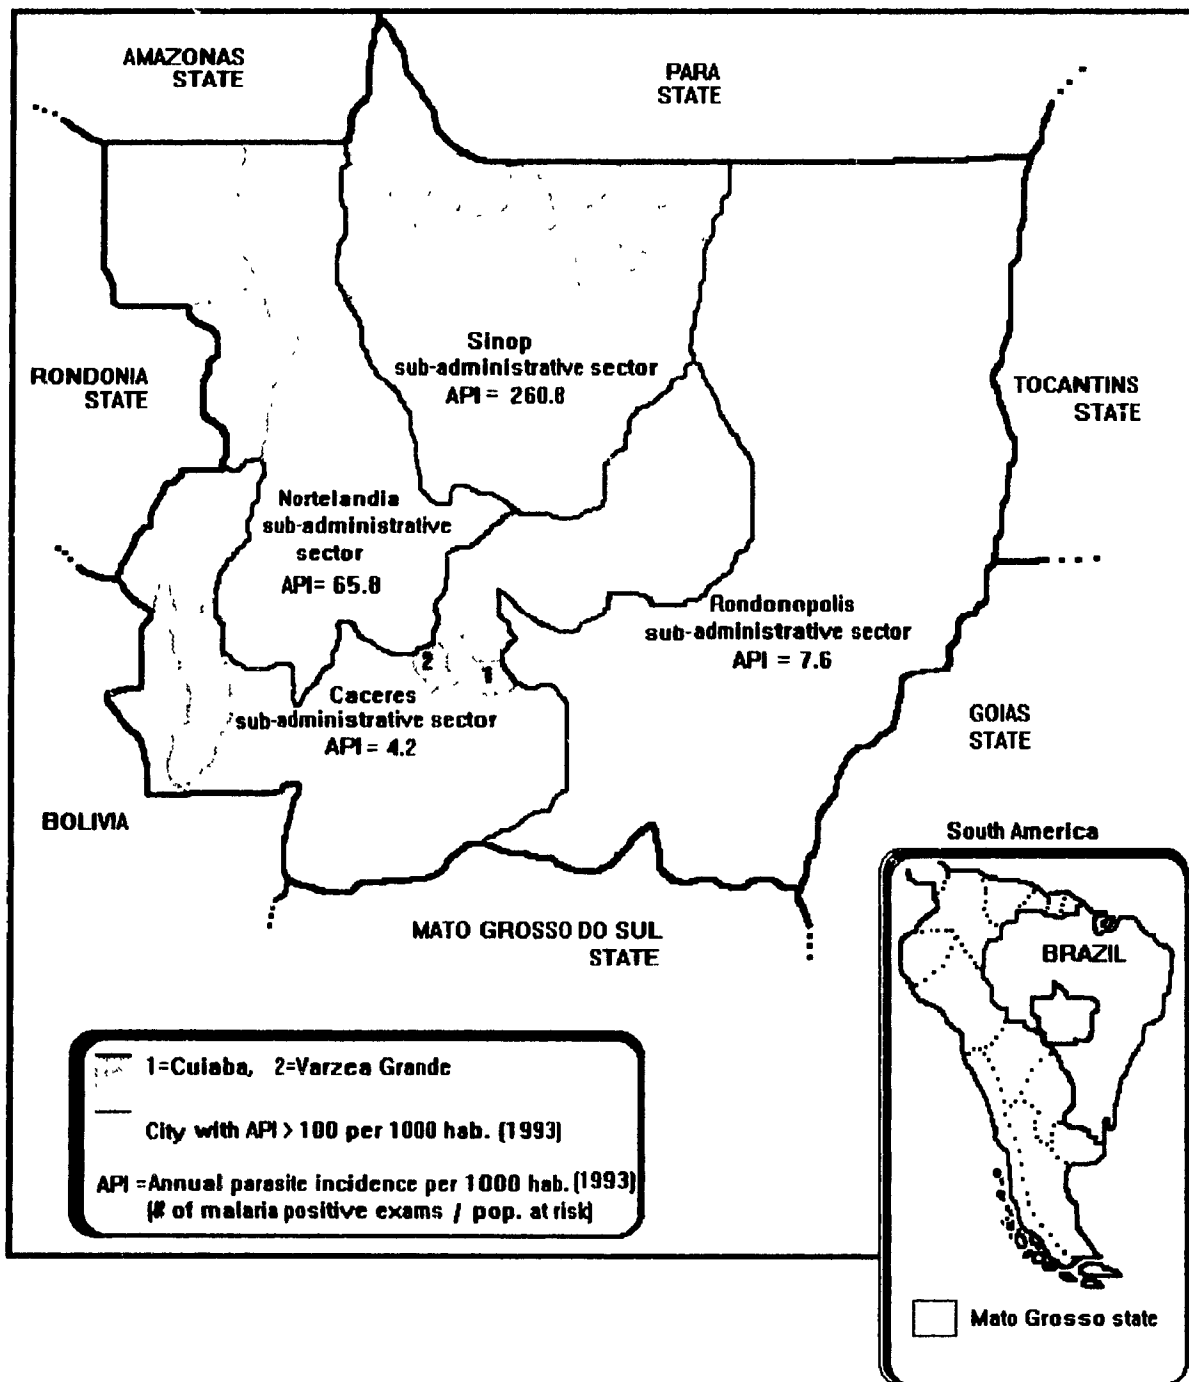 AMAZONAS
STATE
PARA
STATE
Sinop
sub-administrative sector
API = 260.8
RONDONIA
STATE
TOCANTINS
STATE
Nortelandia
sub-administrative
sector
API= 65.8
Rondonopolis
sub-administrative sector
API = 7.6
2
1
Caceres
sub-administrative sector
API = 4.2
GOIAS
STATE
BOLIVIA
South America
MATO GROSSO DO SUL
STATE
BRAZIL
1=Cuiaba, 2=Varzea Grande
City with API > 100 per 1000 hab. (1993)
API =Annual parasite incidence per 1000 hab. (1993)
(# of malaria positive exams / pop. at risk)
Mato Grosso state